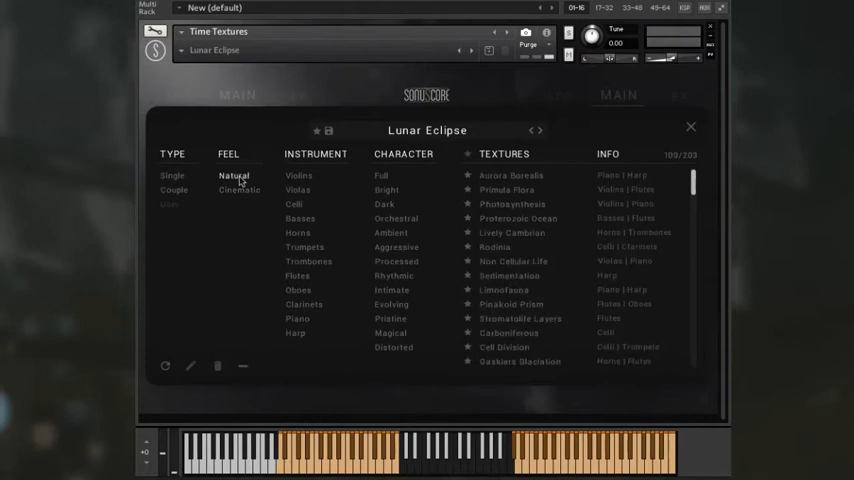 Multi Rack
New (default)
01-16 17-32 33-48 49-64 KSP AUX
Time Textures
Purge
S
M
Tune
0.00
Lunar Eclipse
L R
MAIN
SONUSCORE
MAIN
Lunar Eclipse
TYPE FEEL INSTRUMENT CHARACTER TEXTURES INFO 109/203
Single Natural Violins Full Aurora Borealis Piano | Harp
Couple Cinematic Violas Bright Primula Flora Violins | Flutes
User Celli Dark Photosynthesis Violins | Piano
Basses Orchestral Proterozoic Ocean Basses | Flutes
Horns Ambient Lively Cambrian Horns | Trombones
Trumpets Aggressive Rodinia Celli | Clarinets
Trombones Processed Non Cellular Life Violas | Piano
Flutes Rhythmic Sedimentation Harp
Oboes Intimate Limnofauna Piano | Harp
Clarinets Evolving Pinakoid Prism Flutes | Oboes
Piano Pristine Stromatolite Layers Flutes
Harp Magical Carboniferous Celli
Distorted Cell Division Celli | Trumpets
Gaskiers Glaciation Horns | Flutes
+0